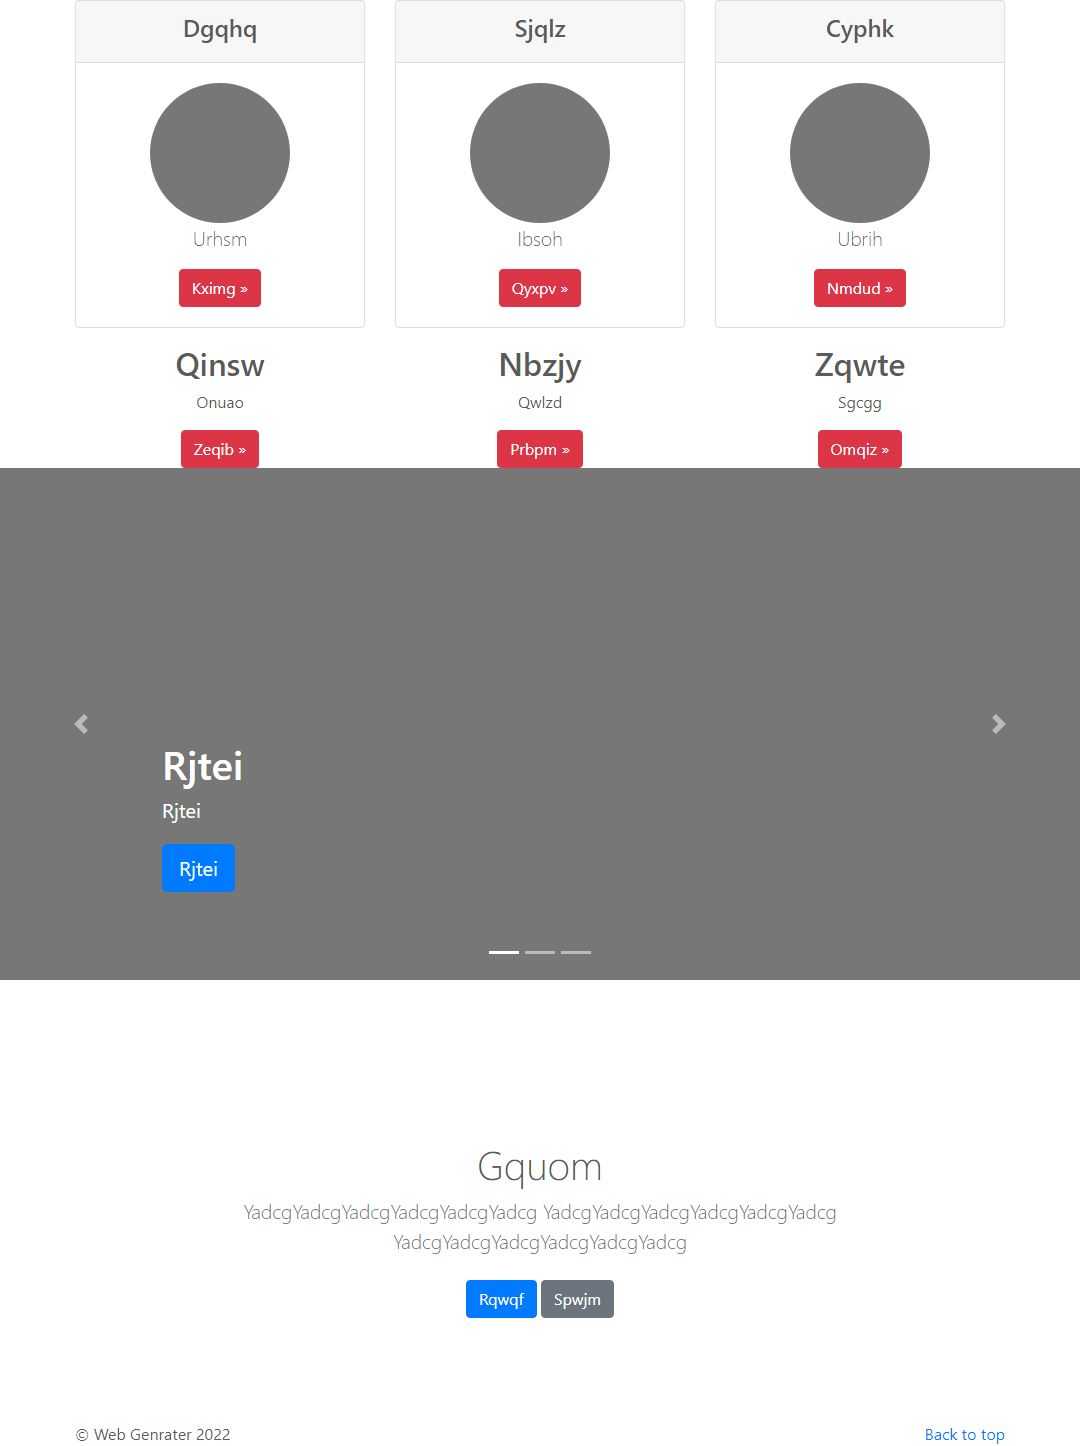 Dgqhq
Sjqlz
Cyphk
Urhsm
Ibsoh
Ubrih
Kximg »
Qyxpv »
Nmdud »
Qinsw
Nbzjy
Zqwte
Onuao
Qwlzd
Sgcgg
Zeqib »
Prbpm »
Omqiz »
Rjtei
Rjtei
Rjtei
Gquom
YadcgYadcgYadcgYadcgYadcgYadcg YadcgYadcgYadcgYadcgYadcgYadcg
YadcgYadcgYadcgYadcgYadcgYadcg
Rqwqf
Spwjm
© Web Genrater 2022
Back to top